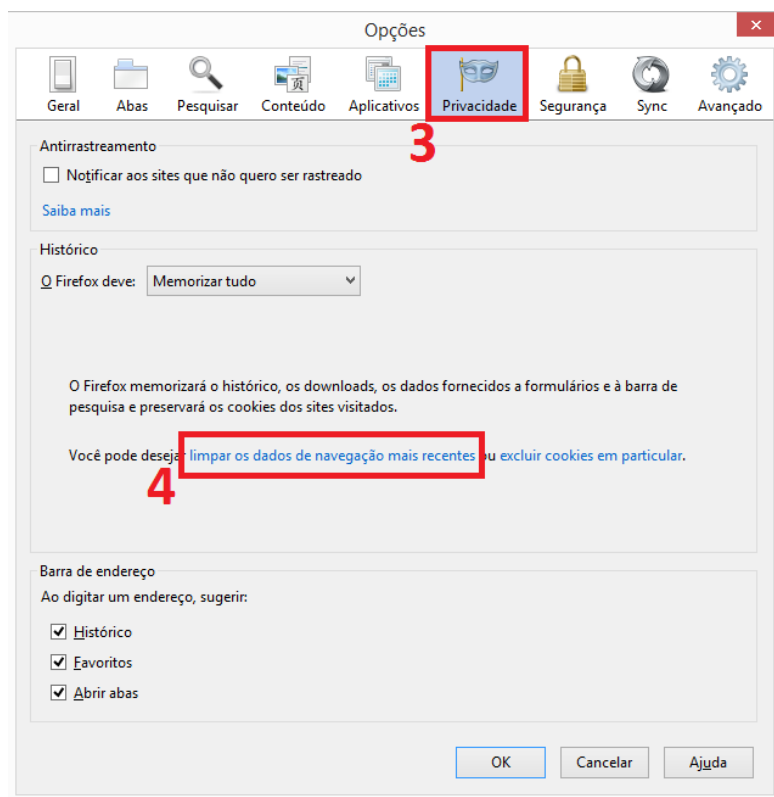 Opções
Geral Abas Pesquisar Conteúdo Aplicativos Privacidade Segurança Sync Avançado
3
Antirrastreamento
Notificar aos sites que não quero ser rastreado
Saiba mais
Histórico
O Firefox deve: Memorizar tudo
O Firefox memorizará o histórico, os downloads, os dados fornecidos a formulários e à barra de
pesquisa e preservará os cookies dos sites visitados.
Você pode desejar limpar os dados de navegação mais recentes ou excluir cookies em particular.
4
Barra de endereço
Ao digitar um endereço, sugerir:
Histórico
Favoritos
Abrir abas
OK Cancelar Ajuda